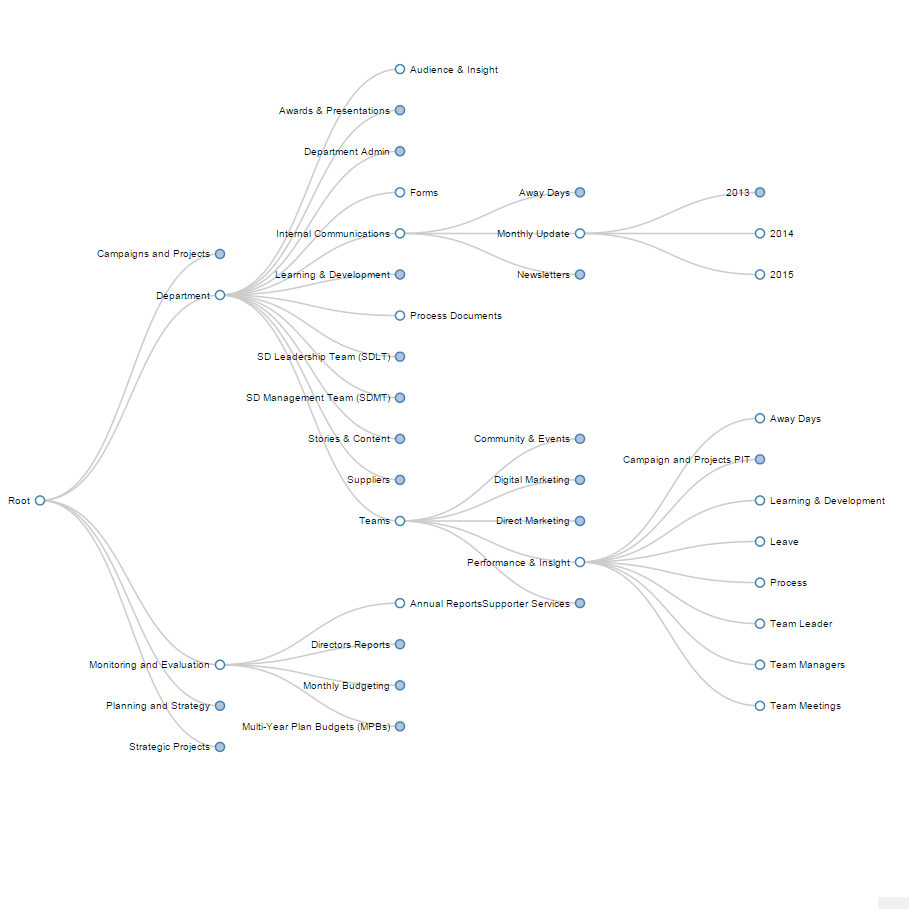 Audience & Insight
Awards & Presentations
Department Admin
Forms
Away Days
2013
Internal Communications
Monthly Update
2014
Campaigns and Projects
Learning & Development
Newsletters
2015
Department
Process Documents
SD Leadership Team (SDLT)
SD Management Team (SDMT)
Away Days
Stories & Content
Community & Events
Campaign and Projects PIT
Suppliers
Digital Marketing
Root
Learning & Development
Teams
Direct Marketing
Leave
Performance & Insight
Process
Annual Reports
Supporter Services
Team Leader
Directors Reports
Monitoring and Evaluation
Team Managers
Monthly Budgeting
Planning and Strategy
Team Meetings
Multi-Year Plan Budgets (MPBs)
Strategic Projects